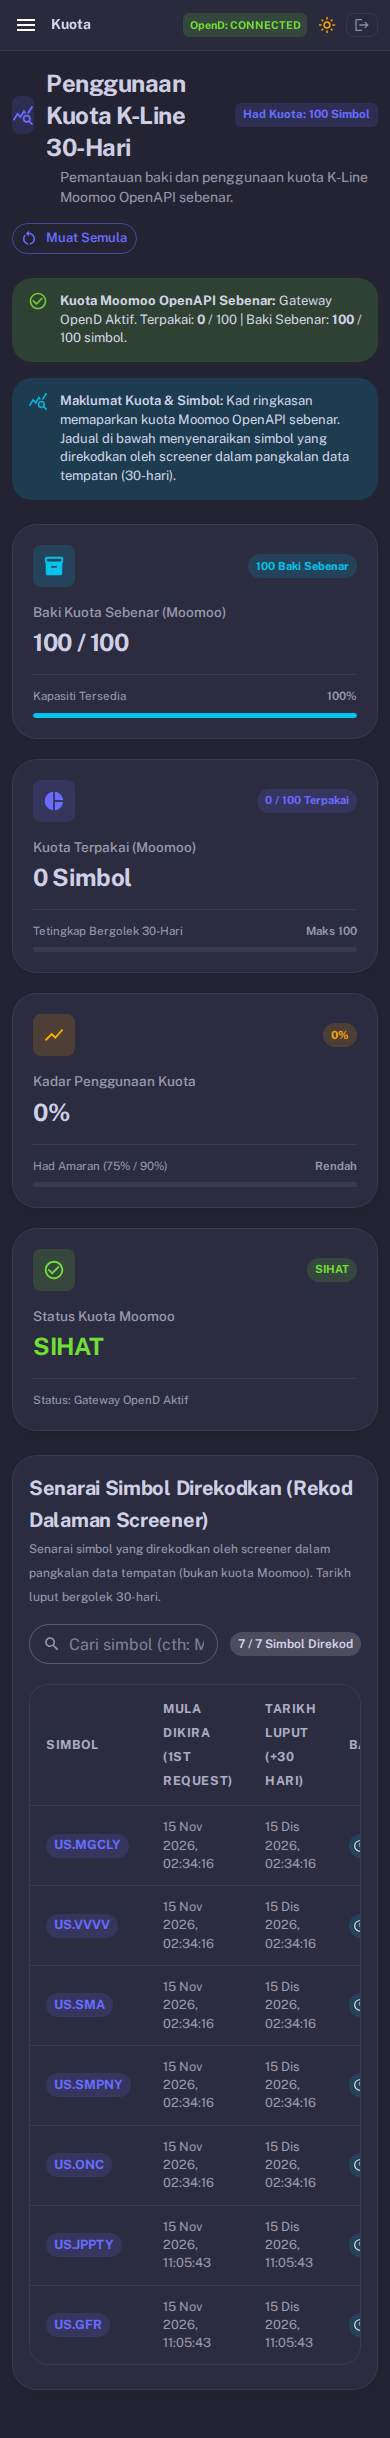 Kuota
OpenD: CONNECTED
Penggunaan
Kuota K-Line
30-Hari
Had Kuota: 100 Simbol
Pemantauan baki dan penggunaan kuota K-Line
Moomoo OpenAPI sebenar.
Muat Semula
Kuota Moomoo OpenAPI Sebenar: Gateway
OpenD Aktif. Terpakai: 0 / 100 | Baki Sebenar: 100 /
100 simbol.
Maklumat Kuota & Simbol: Kad ringkasan
memaparkan kuota Moomoo OpenAPI sebenar.
Jadual di bawah menyenaraikan simbol yang
direkodkan oleh screener dalam pangkalan data
tempatan (30-hari).
100 Baki Sebenar
Baki Kuota Sebenar (Moomoo)
100 / 100
Kapasiti Tersedia 100%
0 / 100 Terpakai
Kuota Terpakai (Moomoo)
0 Simbol
Tetingkap Bergolek 30-Hari Maks 100
0%
Kadar Penggunaan Kuota
0%
Had Amaran (75% / 90%) Rendah
SIHAT
Status Kuota Moomoo
SIHAT
Status: Gateway OpenD Aktif
Senarai Simbol Direkodkan (Rekod
Dalaman Screener)
Senarai simbol yang direkodkan oleh screener dalam
pangkalan data tempatan (bukan kuota Moomoo). Tarikh
luput bergolek 30-hari.
Cari simbol (cth: M
7 / 7 Simbol Direkod
SIMBOL
MULA
DIKIRA
(1ST
REQUEST)
TARIKH
LUPUT
(+30
HARI)
US.MGCLY
15 Nov
2026,
02:34:16
15 Dis
2026,
02:34:16
US.VVVV
15 Nov
2026,
02:34:16
15 Dis
2026,
02:34:16
US.SMA
15 Nov
2026,
02:34:16
15 Dis
2026,
02:34:16
US.SMPNY
15 Nov
2026,
02:34:16
15 Dis
2026,
02:34:16
US.ONC
15 Nov
2026,
02:34:16
15 Dis
2026,
02:34:16
US.JPPTY
15 Nov
2026,
11:05:43
15 Dis
2026,
11:05:43
US.GFR
15 Nov
2026,
11:05:43
15 Dis
2026,
11:05:43